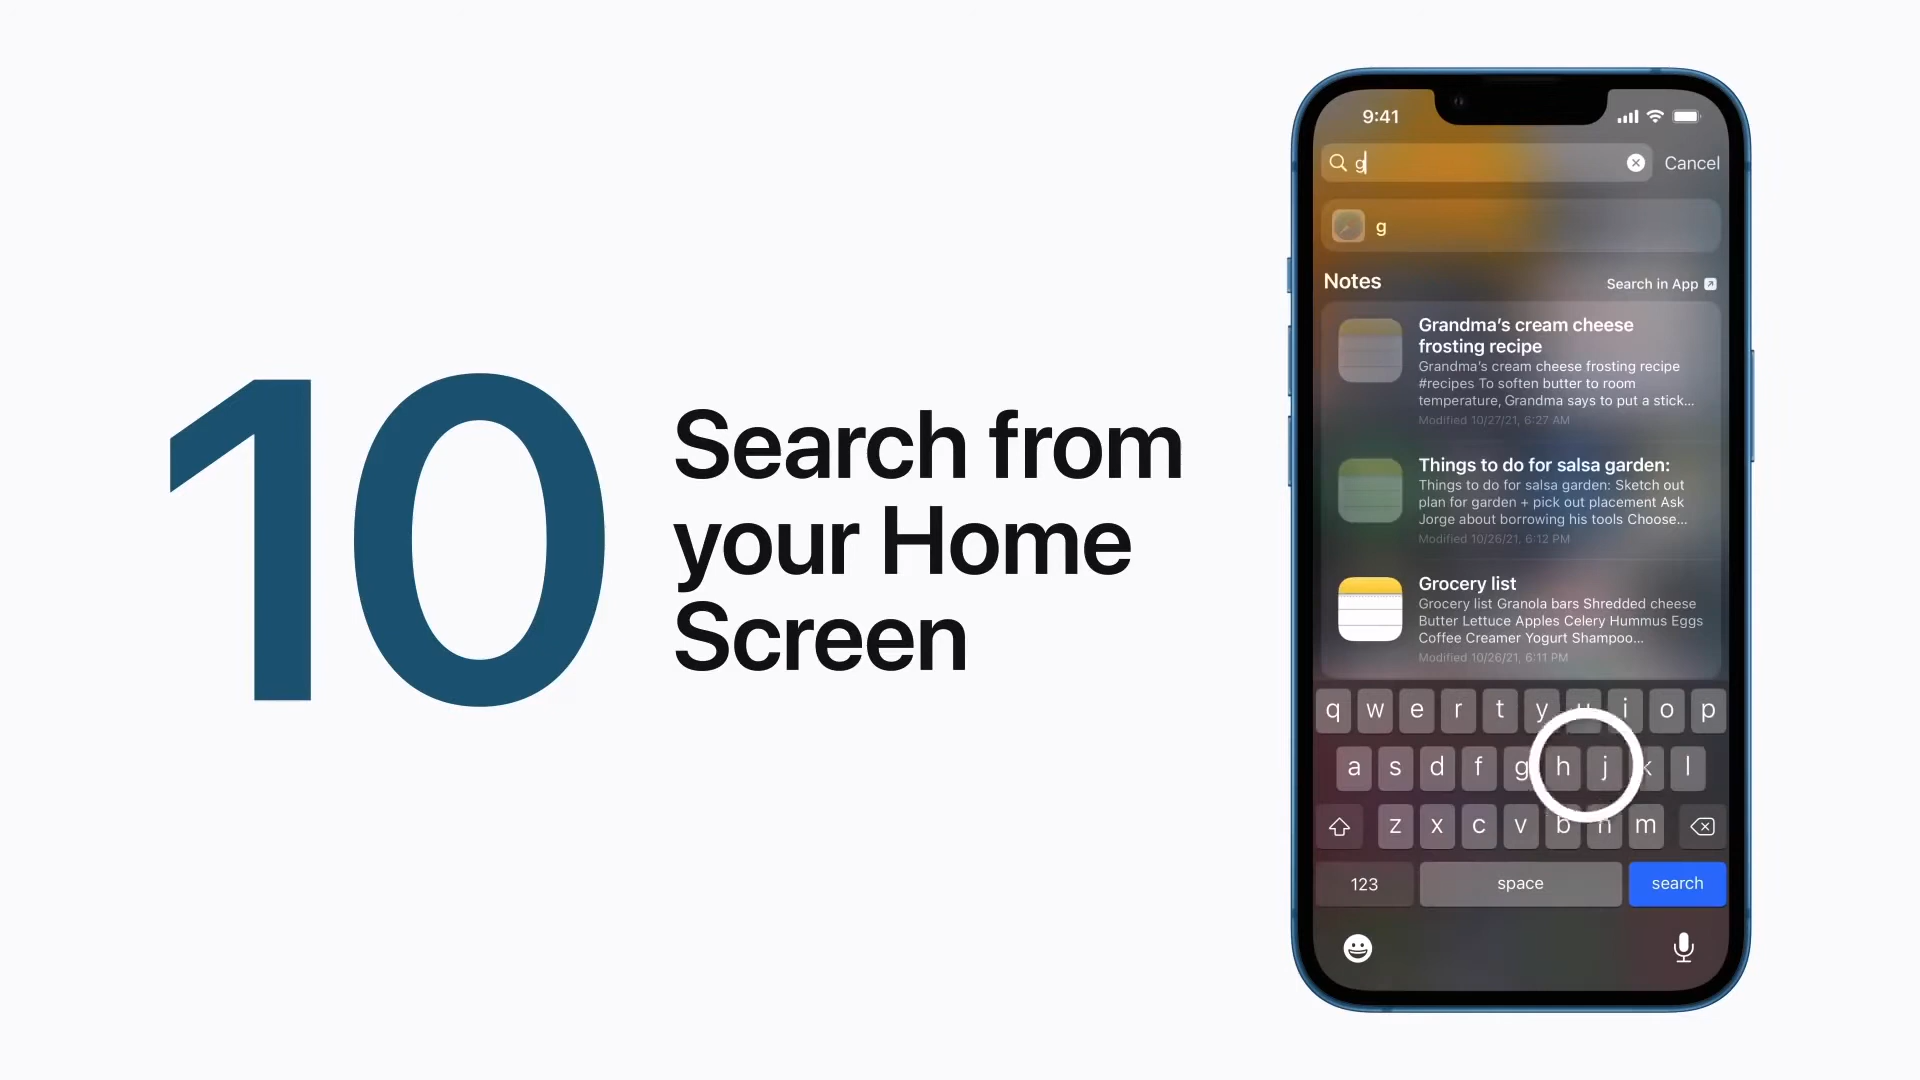 10
Search from
your Home
Screen
9:41
g
Cancel
g
Notes
Search in App
Grandma's cream cheese
frosting recipe
Grandma's cream cheese frosting recipe
#recipes To soften butter to room
temperature, Grandma says to put a stick...
Modified 10/27/21, 6:27 AM
Things to do for salsa garden:
Things to do for salsa garden: Sketch out
plan for garden + pick out placement Ask
Jorge about borrowing his tools Choose...
Modified 10/26/21, 6:12 PM
Grocery list
Grocery list Granola bars Shredded cheese
Butter Lettuce Apples Celery Hummus Eggs
Coffee Creamer Yogurt Shampoo...
Modified 10/26/21, 6:11 PM
q w e r t y u i o p
a s d f g h j k l
z x c v b n m
123 space search